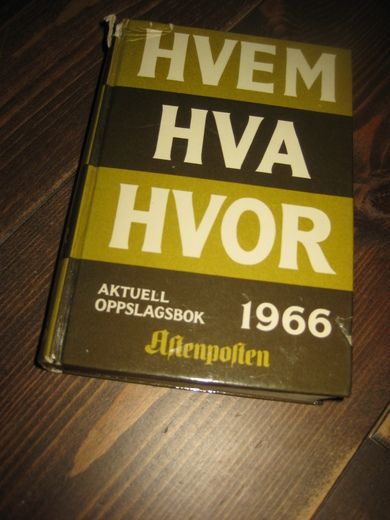 HVEM
HVA
HVOR
AKTUELL
OPPSLAGSBOK 1966
Aftenposten